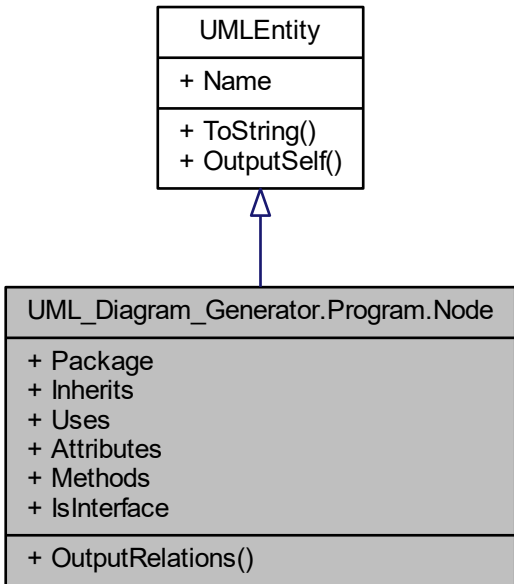 UMLEntity
+ Name
+ ToString()
+ OutputSelf()
UML_Diagram_Generator.Program.Node
+ Package
+ Inherits
+ Uses
+ Attributes
+ Methods
+ IsInterface
+ OutputRelations()